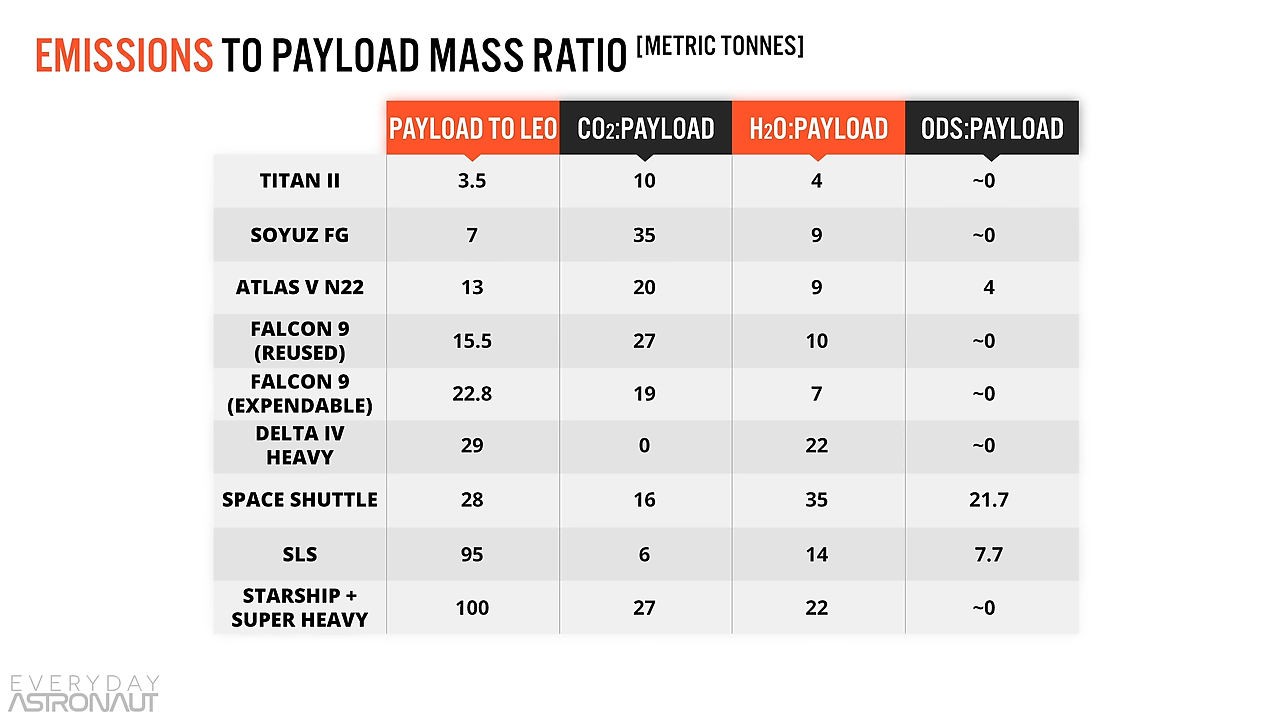 EMISSIONS TO PAYLOAD MASS RATIO [METRIC TONNES]
PAYLOAD TO LEO CO2:PAYLOAD H2O:PAYLOAD ODS:PAYLOAD
TITAN II 3.5 10 4 ~0
SOYUZ FG 7 35 9 ~0
ATLAS V N22 13 20 9 4
FALCON 9
(REUSED) 15.5 27 10 ~0
FALCON 9
(EXPENDABLE) 22.8 19 7 ~0
DELTA IV
HEAVY 29 0 22 ~0
SPACE SHUTTLE 28 16 35 21.7
SLS 95 6 14 7.7
STARSHIP +
SUPER HEAVY 100 27 22 ~0
EVERYDAY
ASTRONAUT